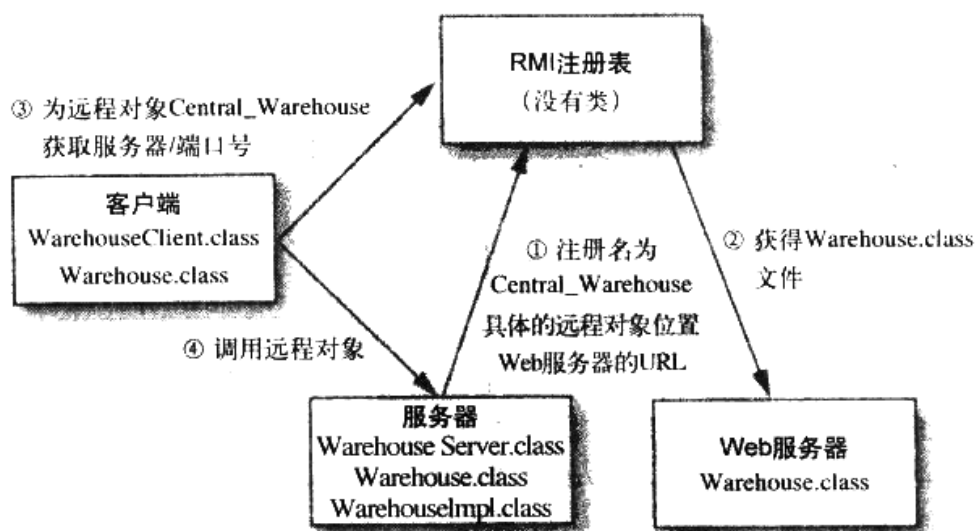 RMI注册表
（没有类）
③ 为远程对象Central_Warehouse
获取服务器/端口号
客户端
WarehouseClient.class
Warehouse.class
① 注册名为
Central_Warehouse
具体的远程对象位置
Web服务器的URL
② 获得Warehouse.class
文件
④ 调用远程对象
服务器
Warehouse Server.class
Warehouse.class
WarehouseImpl.class
Web服务器
Warehouse.class